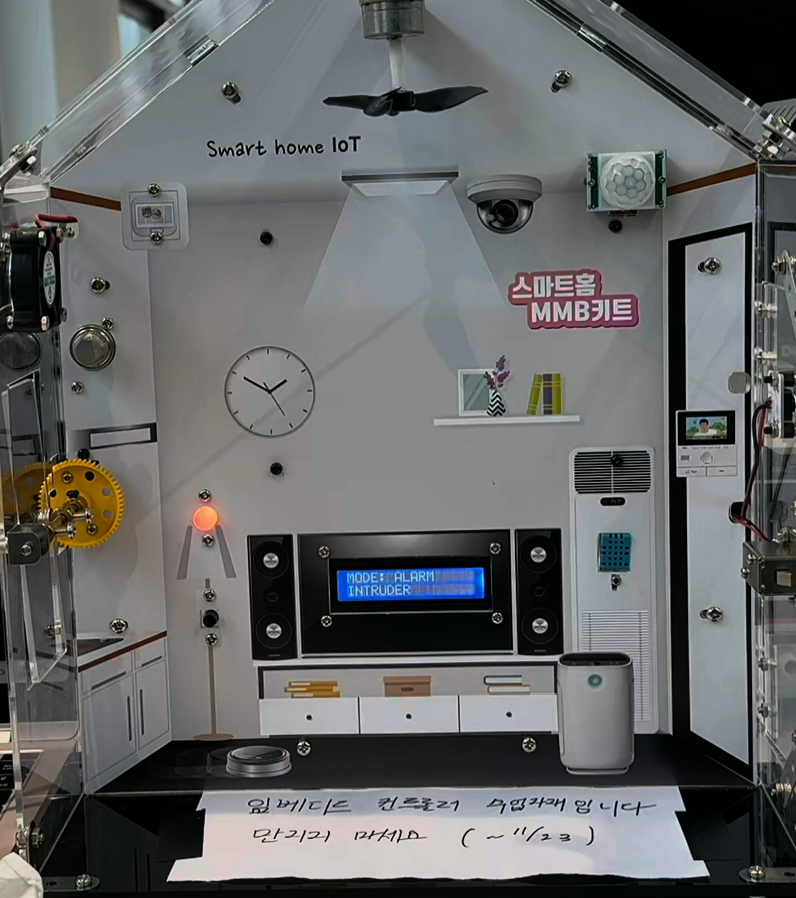 Smart home IoT
스마트홈
MMB키트
MODE: ALARM
INTRUDER
임베디드 컨트롤러 수업자재입니다
만지지 마세요 (~11/23)